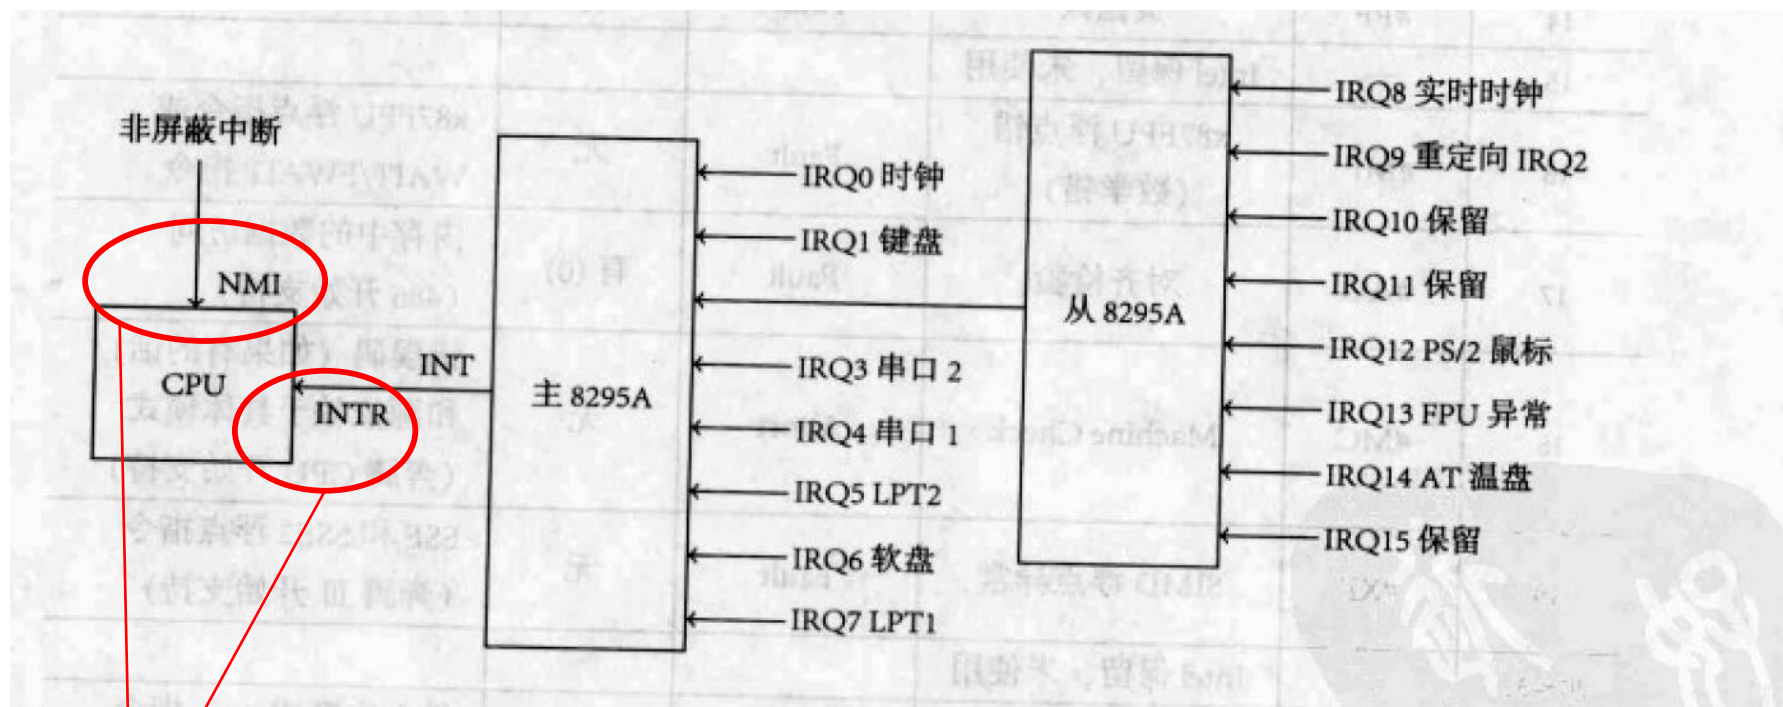 非屏蔽中断
NMI
CPU
INT
INTR
主 8295A
IRQ0 时钟
IRQ1 键盘
IRQ3 串口 2
IRQ4 串口 1
IRQ5 LPT2
IRQ6 软盘
IRQ7 LPT1
从 8295A
IRQ8 实时时钟
IRQ9 重定向 IRQ2
IRQ10 保留
IRQ11 保留
IRQ12 PS/2 鼠标
IRQ13 FPU 异常
IRQ14 AT 温盘
IRQ15 保留